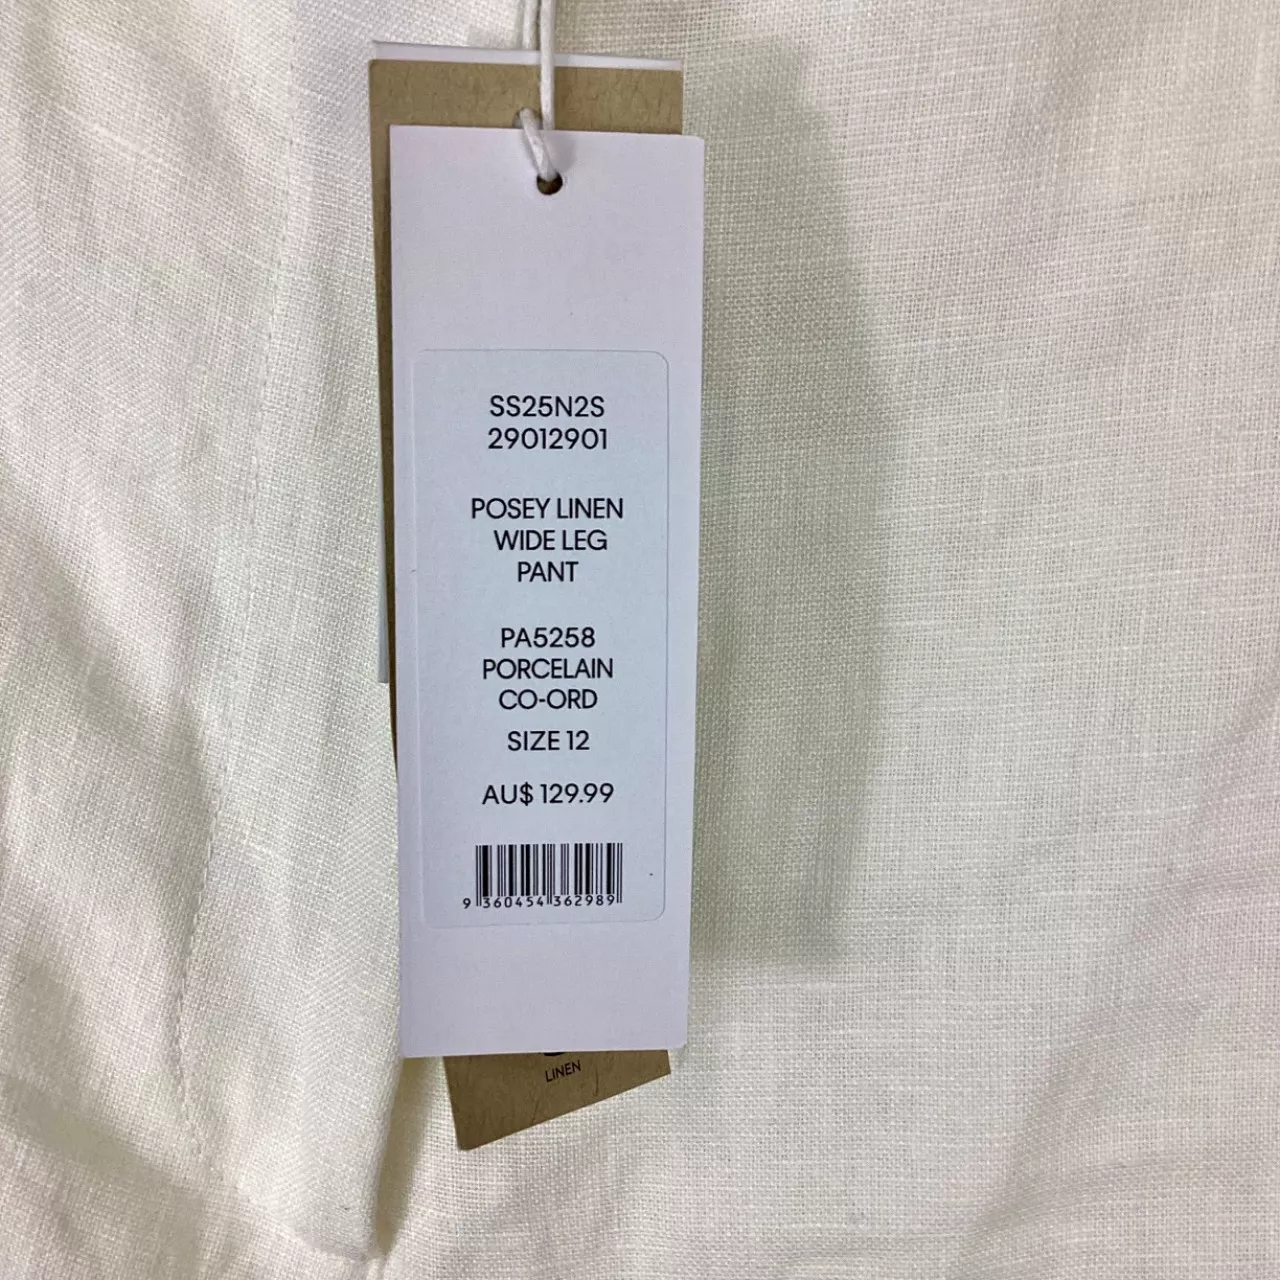 SS25N2S
29012901
POSEY LINEN
WIDE LEG
PANT
PA5258
PORCELAIN
CO-ORD
SIZE 12
AU$ 129.99
9 360454 362989
LINEN